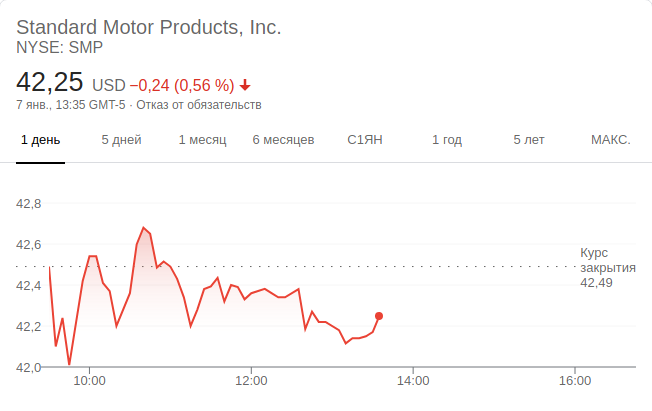 Standard Motor Products, Inc.
NYSE: SMP
42,25 USD −0,24 (0,56 %)
7 янв., 13:35 GMT-5 · Отказ от обязательств
1 день 5 дней 1 месяц 6 месяцев С1ЯН 1 год 5 лет МАКС.
42,8
42,6
Курс
закрытия
42,49
42,4
42,2
42,0
10:00 12:00 14:00 16:00